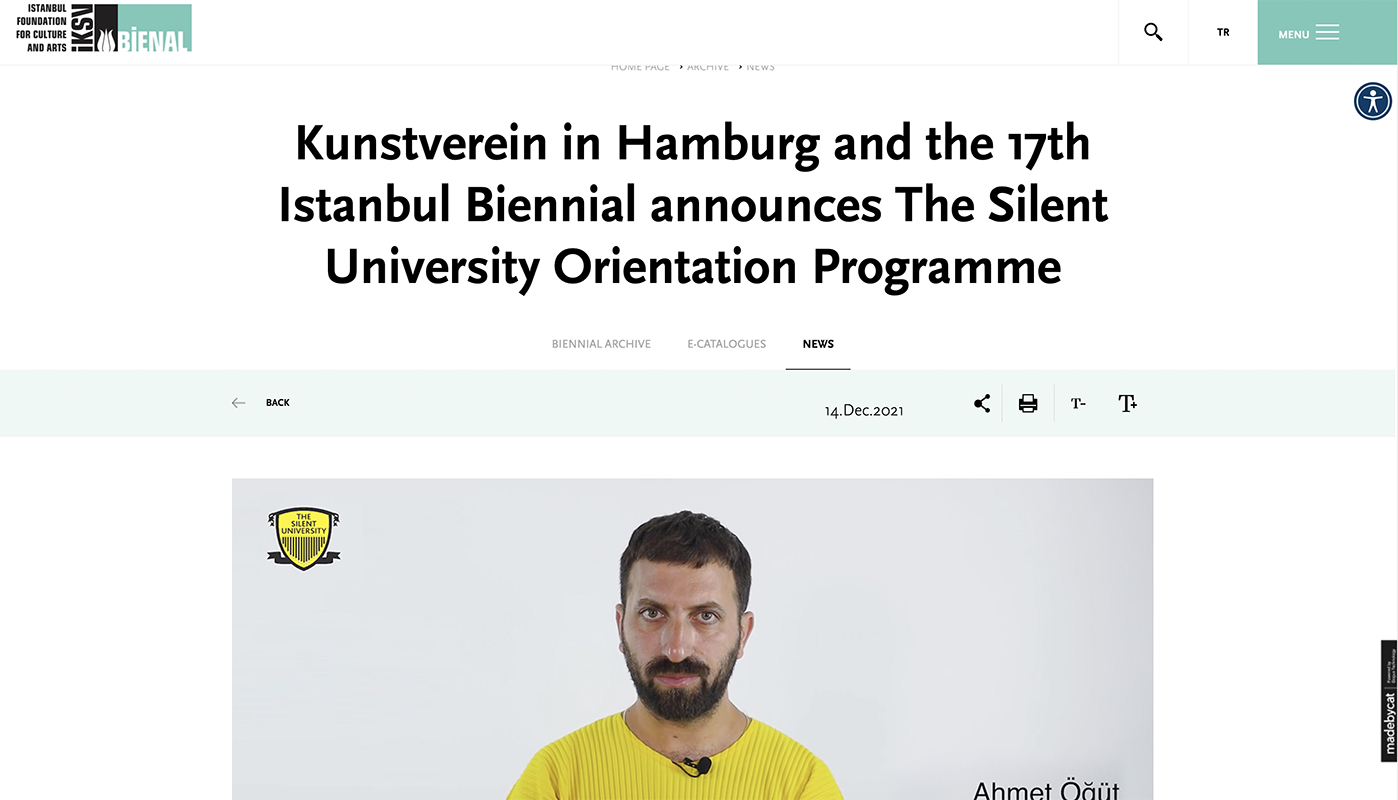 ISTANBUL
FOUNDATION
FOR CULTURE
AND ARTS
İKSV
BİENAL
TR
MENU
HOME PAGE › ARCHIVE › NEWS
Kunstverein in Hamburg and the 17th
Istanbul Biennial announces The Silent
University Orientation Programme
BIENNIAL ARCHIVE E-CATALOGUES NEWS
BACK
14.Dec.2021
T-
T+
THE
SILENT
UNIVERSITY
Ahmet Öğüt
madebycat